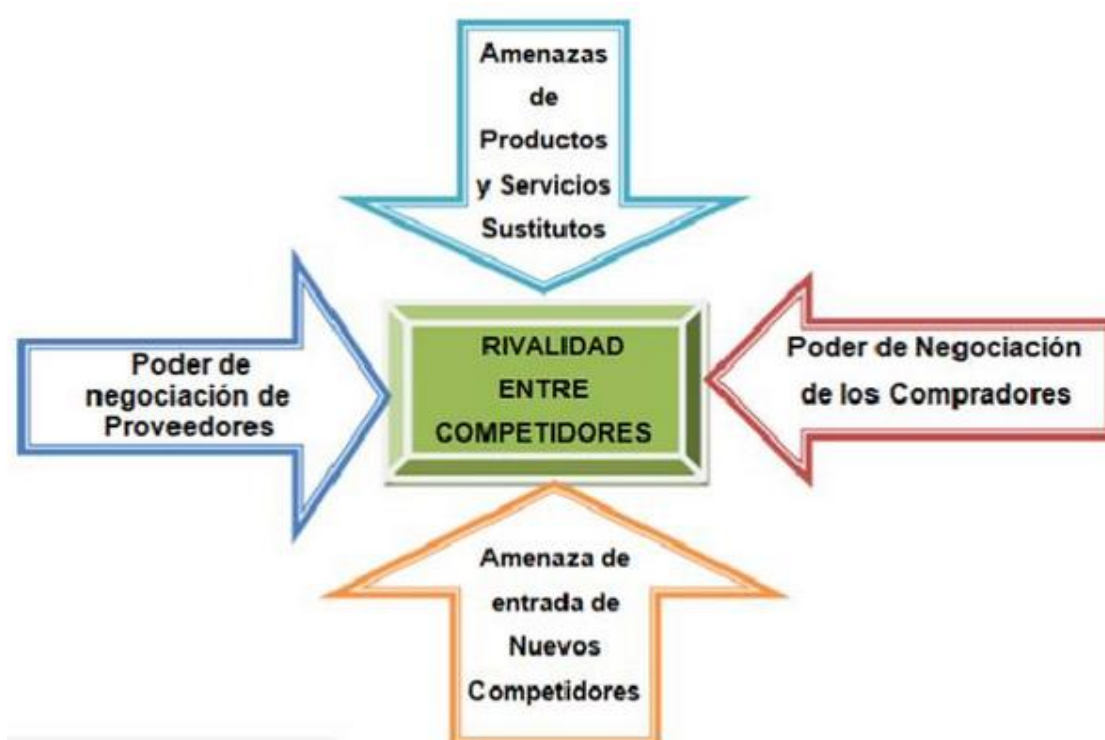 Amenazas
de
Productos
y Servicios
Sustitutos
Poder de
negociación de
Proveedores
RIVALIDAD
ENTRE
COMPETIDORES
Poder de Negociación
de los Compradores
Amenaza de
entrada de
Nuevos
Competidores